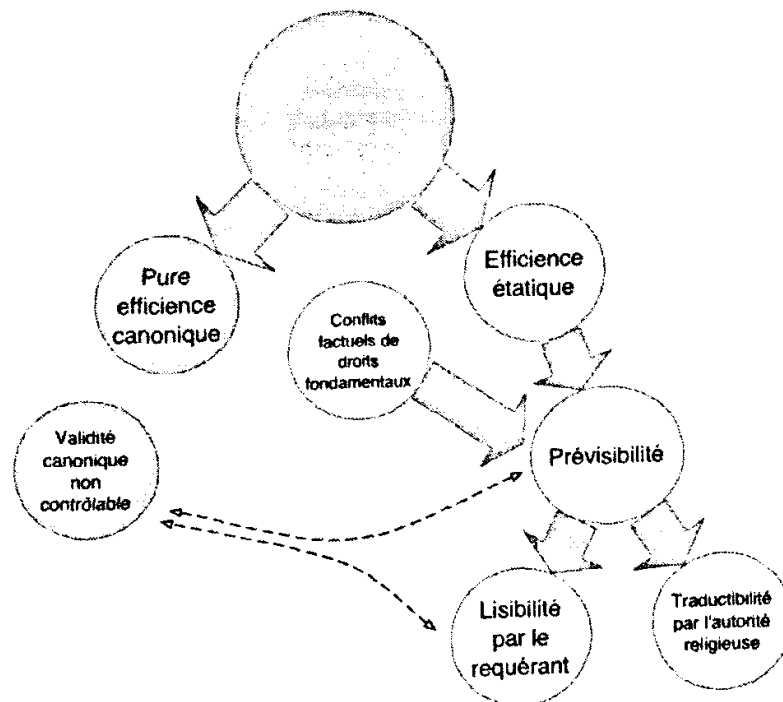 Pure
efficience
canonique
Efficience
étatique
Conflits
factuels de
droits
fondamentaux
Validité
canonique
non
contrôlable
Prévisibilité
Lisibilité
par le
requérant
Traductibilité
par l'autorité
religieuse